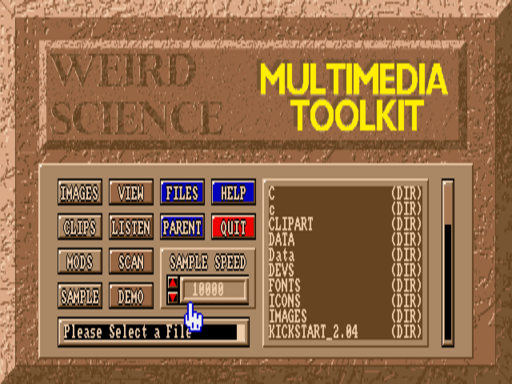 WEIRD
SCIENCE
MULTIMEDIA
TOOLKIT
IMAGES VIEW FILES HELP
CLIPS LISTEN PARENT QUIT
MODS SCAN SAMPLE SPEED
SAMPLE DEMO 10000
Please Select a File
C (DIR)
c (DIR)
CLIPART (DIR)
DATA (DIR)
Data (DIR)
DEVS (DIR)
FONTS (DIR)
ICONS (DIR)
IMAGES (DIR)
KICKSTART_2.04 (DIR)